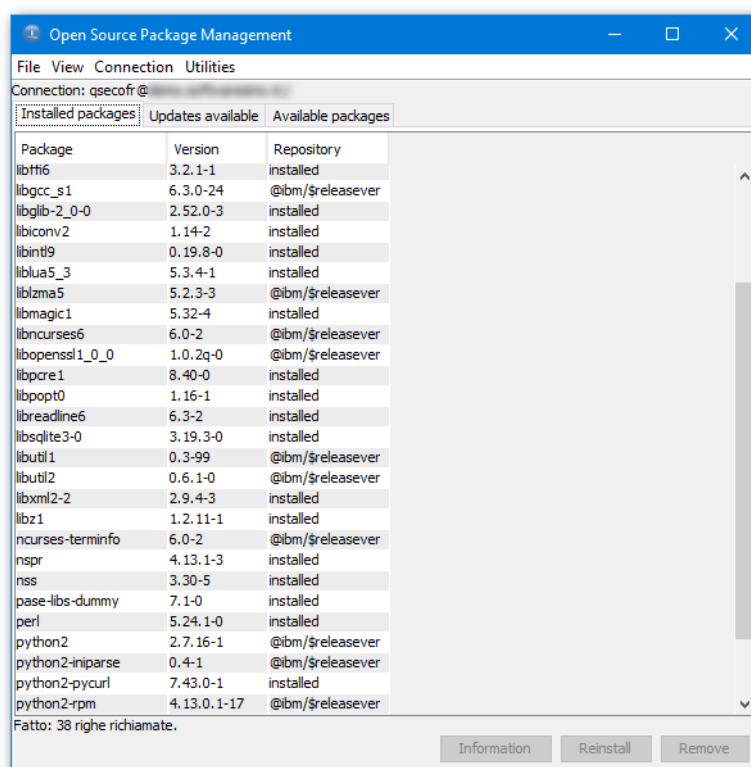 Open Source Package Management
File View Connection Utilities
Connection: qsecofr@
Installed packages Updates available Available packages
Package Version Repository
libffi6 3.2.1-1 installed
libgcc_s1 6.3.0-24 @ibm/$releasever
libglib-2_0-0 2.52.0-3 installed
libiconv2 1.14-2 installed
libintl9 0.19.8-0 installed
liblua5_3 5.3.4-1 installed
liblzma5 5.2.3-3 @ibm/$releasever
libmagic1 5.32-4 installed
libncurses6 6.0-2 @ibm/$releasever
libopenssl1_0_0 1.0.2q-0 @ibm/$releasever
libpcre1 8.40-0 installed
libpopt0 1.16-1 installed
libreadline6 6.3-2 installed
libsqlite3-0 3.19.3-0 installed
libutil1 0.3-99 @ibm/$releasever
libutil2 0.6.1-0 @ibm/$releasever
libxml2-2 2.9.4-3 installed
libz1 1.2.11-1 installed
ncurses-terminfo 6.0-2 @ibm/$releasever
nspr 4.13.1-3 installed
nss 3.30-5 installed
pase-libs-dummy 7.1-0 installed
perl 5.24.1-0 installed
python2 2.7.16-1 @ibm/$releasever
python2-iniparse 0.4-1 @ibm/$releasever
python2-pycurl 7.43.0-1 installed
python2-rpm 4.13.0.1-17 @ibm/$releasever
Fatto: 38 righe richiamate.
Information Reinstall Remove